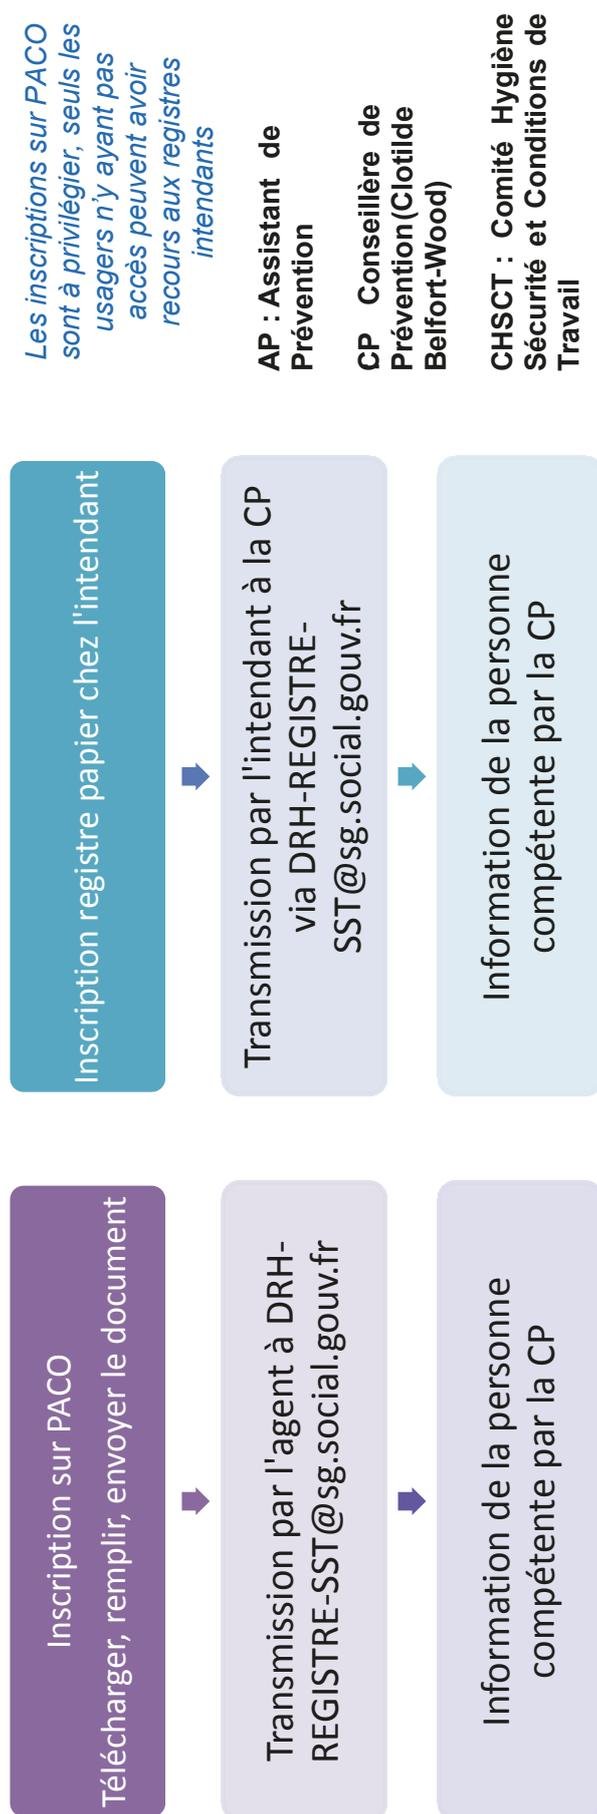 Inscription sur PACO
Télécharger, remplir, envoyer le document
Transmission par l'agent à DRH-
REGISTRE-SST@sg.social.gouv.fr
Information de la personne
compétente par la CP
Inscription registre papier chez l'intendant
Transmission par l'intendant à la CP
via DRH-REGISTRE-
SST@sg.social.gouv.fr
Information de la personne
compétente par la CP
Les inscriptions sur PACO
sont à privilégier, seuls les
usagers n'y ayant pas
accès peuvent avoir
recours aux registres
intendants
AP : Assistant de
Prévention
CP Conseillère de
Prévention(Clotilde
Belfort-Wood)
CHSCT : Comité Hygiène
Sécurité et Conditions de
Travail